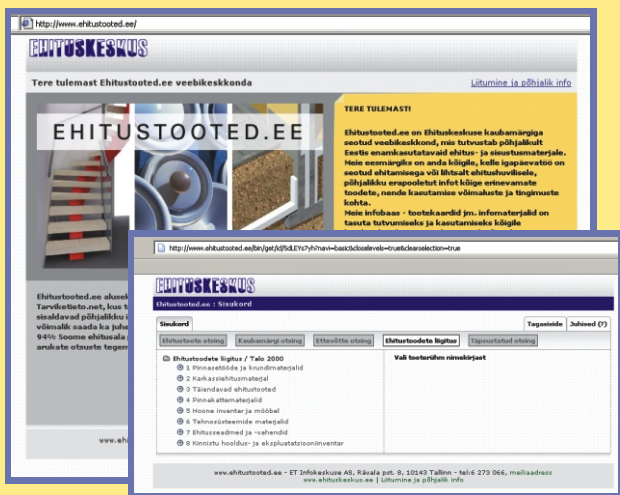 http://www.ehitustooted.ee/
EHITUSKESKUS
Tere tulemast Ehitustooted.ee veebikeskkonda
Liitumine ja põhjalik info
EHITUSTOOTED.EE
TERE TULEMAST!
Ehitustooted.ee on Ehituskeskuse kaubamärgiga
seotud veebikeskkond, mis tutvustab põhjalikult
Eestis enamkasutatavaid ehitus- ja sisustusmaterjale.
Meie eesmärgiks on anda kõigile, kelle igapäevatöö on
seotud ehitamisega või lihtsalt ehitushuvilisele,
põhjalikku erapooletut infot kõige erinevamate
toodete, nende kasutamise võimaluste ja tingimuste
kohta.
Meie infobaas - tootekaardid jm. infomaterjalid on
tasuta tutvumiseks ja kasutamiseks kõigile
Ehitustooted.ee alusek
Tarviketieto.net, kus t
sisaldavad põhjalikku i
võimalik saada ka juhe
94% Soome ehitusala
arukate otsuste tegem
www.eh
http://www.ehitustooted.ee/bin/get/id/5dLEYs7yh?navi=basic&closelevels=true&clearselection=true
EHITUSKESKUS
Ehitustooted.ee : Sisukord
Sisukord
Tagasiside
Juhised (?)
Ehitustoote otsing
Kaubamärgi otsing
Ettevõtte otsing
Ehitustoodete liigitus
Täpsustatud otsing
Ehitustoodete liigitus / Talo 2000
1 Pinnasetööde ja krundimaterjalid
2 Karkassiehitusmaterjal
3 Täiendavad ehitustooted
4 Pinnakattematerjalid
5 Hoone inventar ja mööbel
6 Tehnosüsteemide materjalid
7 Ehitusseadmed ja -vahendid
8 Kinnistu hooldus- ja ekspluatatsiooniinventar
Vali tooterühm nimekirjast
www.ehitustooted.ee - ET Infokeskuse AS, Rävala pst. 8, 10143 Tallinn - tel:6 273 066, meiliaadress
www.ehituskeskus.ee | Liitumine ja põhjalik info